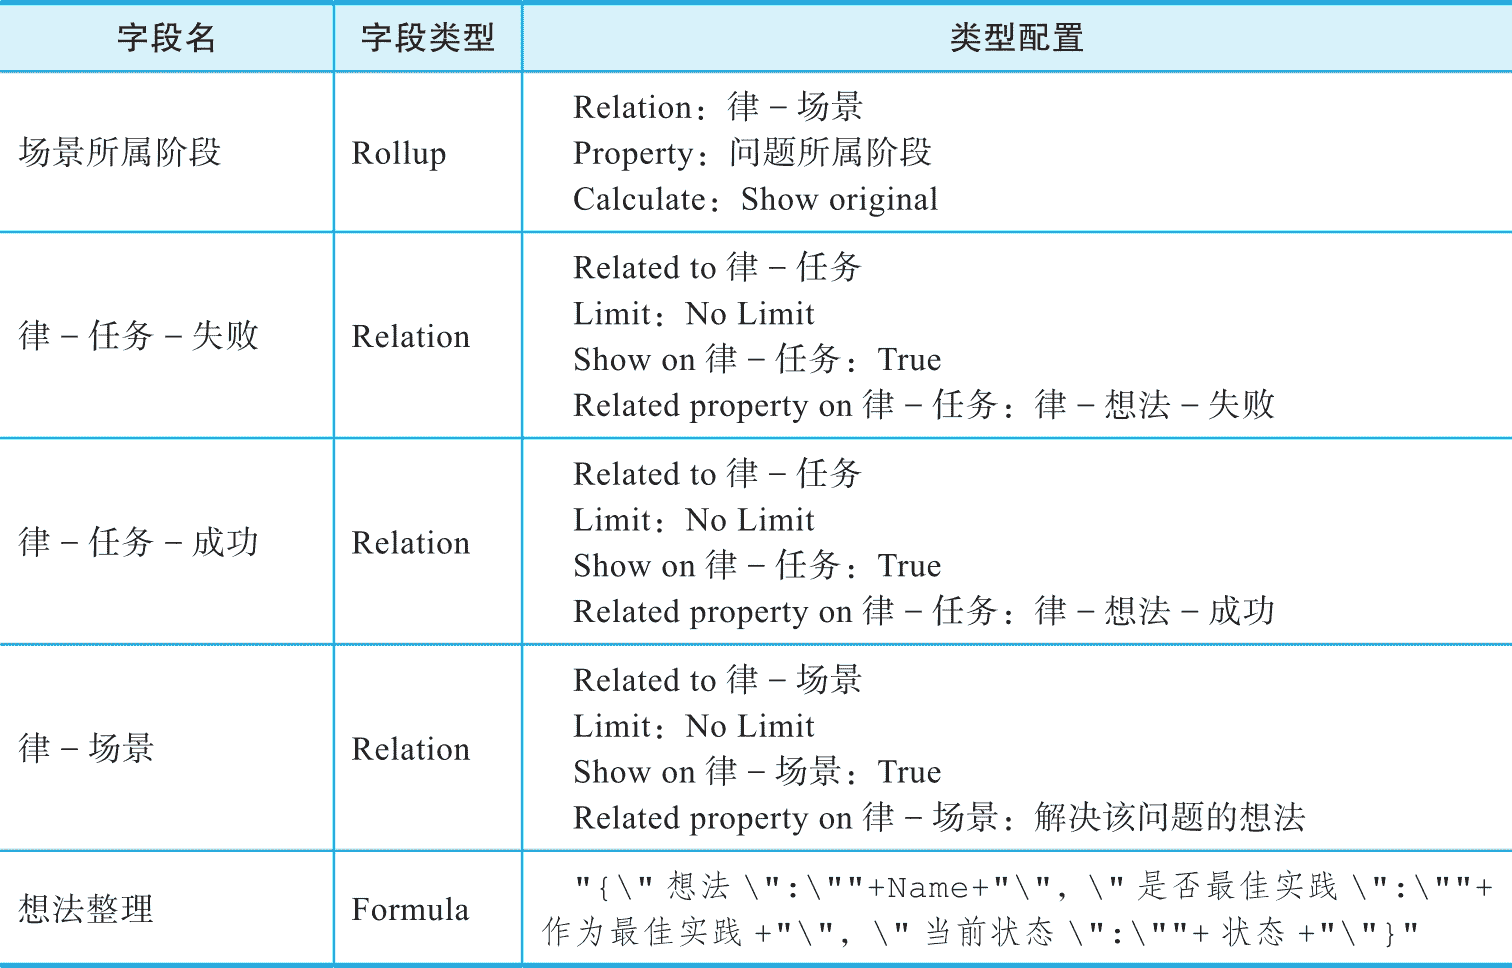 字段名 字段类型 类型配置
场景所属阶段 Rollup
Relation：律－场景
Property：问题所属阶段
Calculate：Show original
律－任务－失败 Relation
Related to 律－任务
Limit：No Limit
Show on 律－任务：True
Related property on 律－任务：律－想法－失败
律－任务－成功 Relation
Related to 律－任务
Limit：No Limit
Show on 律－任务：True
Related property on 律－任务：律－想法－成功
律－场景 Relation
Related to 律－场景
Limit：No Limit
Show on 律－场景：True
Related property on 律－场景：解决该问题的想法
想法整理 Formula
"{\" 想法 \":\""+Name+"\", \" 是否最佳实践 \":\""+
作为最佳实践 +"\", \" 当前状态 \":\""+ 状态 +"\"}"